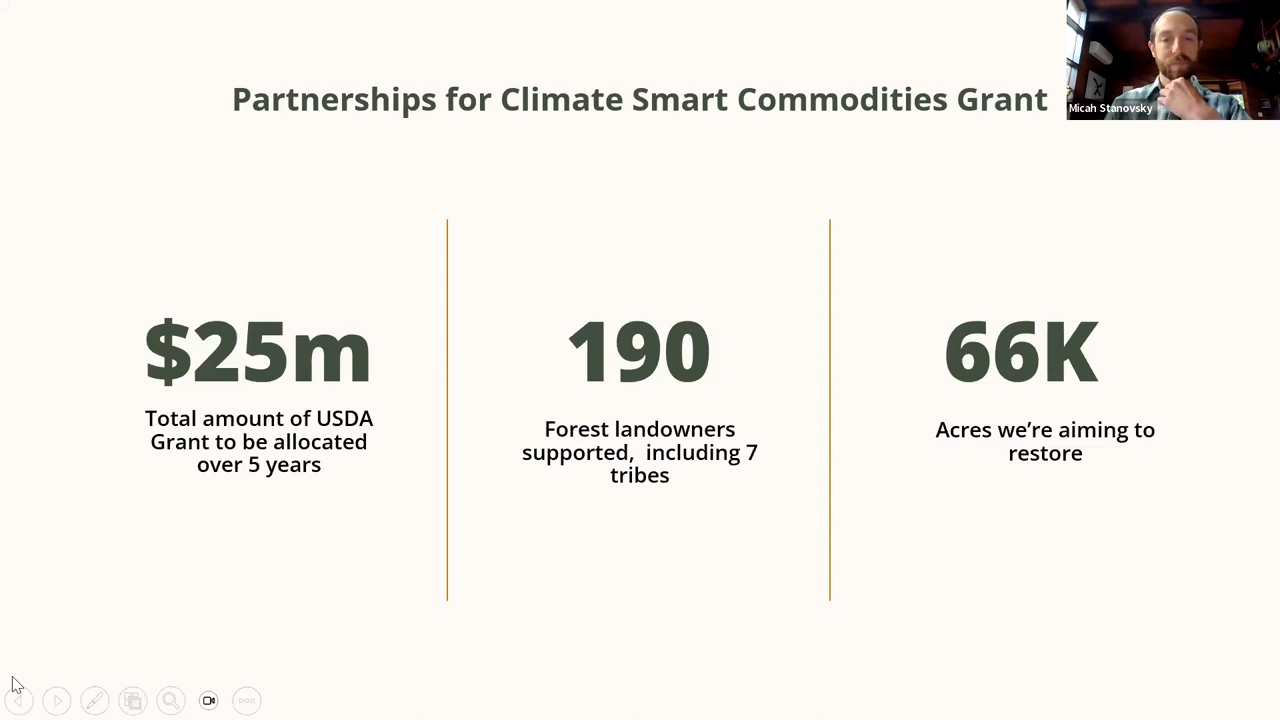 Partnerships for Climate Smart Commodities Grant
Micah Stanovsky
$25m
Total amount of USDA
Grant to be allocated
over 5 years
190
Forest landowners
supported,  including 7
tribes
66K
Acres we’re aiming to
restore